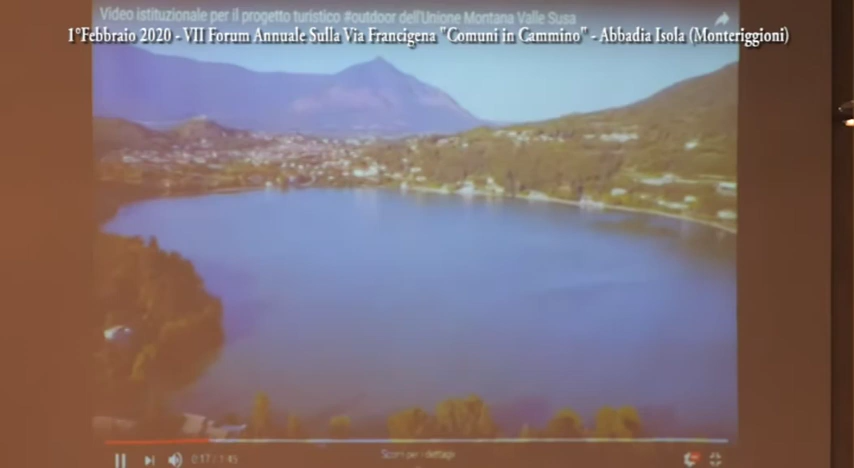 Video istituzionale per il progetto turistico #outdoor dell'Unione Montana Valle Susa
1°Febbraio 2020 - VII Forum Annuale Sulla Via Francigena "Comuni in Cammino" - Abbadia Isola (Monteriggioni)
0:17 / 1:45
Scorri per i dettagli